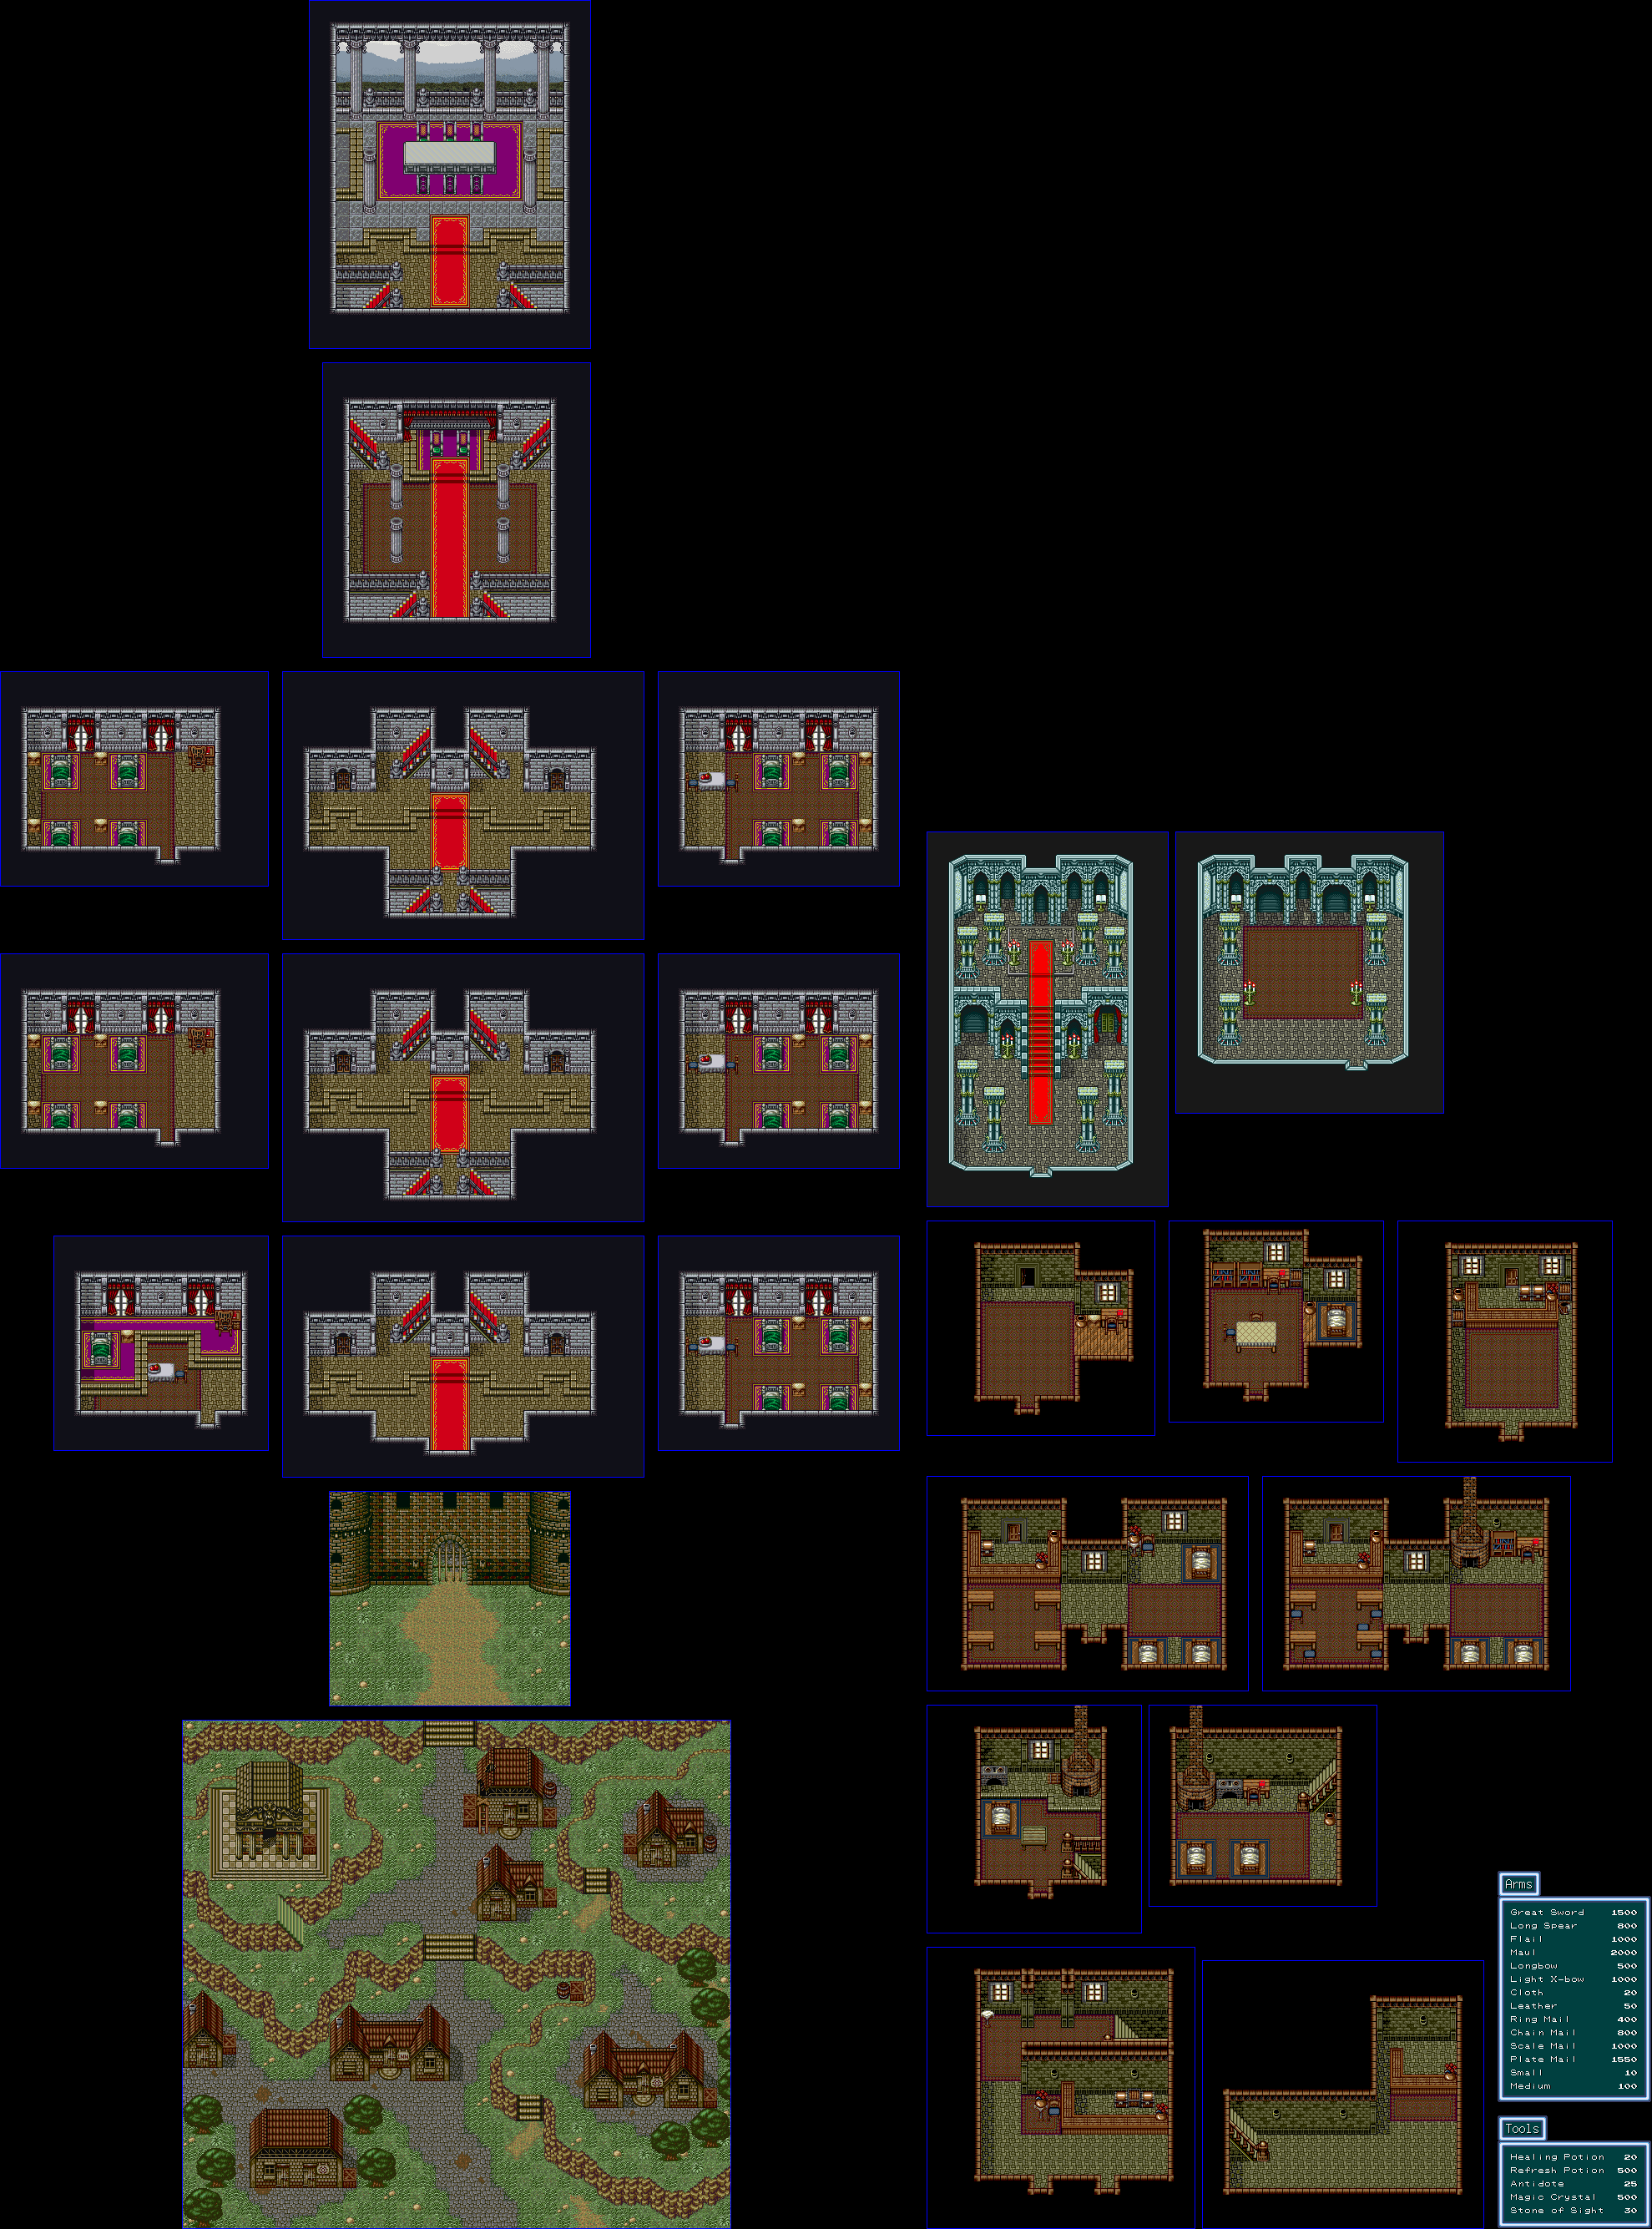 Arms
Great Sword 1500
Long Spear 800
Flail 1000
Maul 2000
Longbow 500
Light X-bow 1000
Cloth 20
Leather 50
Ring Mail 400
Chain Mail 800
Scale Mail 1000
Plate Mail 1550
Small 10
Medium 100
Tools
Healing Potion 20
Refresh Potion 500
Antidote 25
Magic Crystal 500
Stone of Sight 30